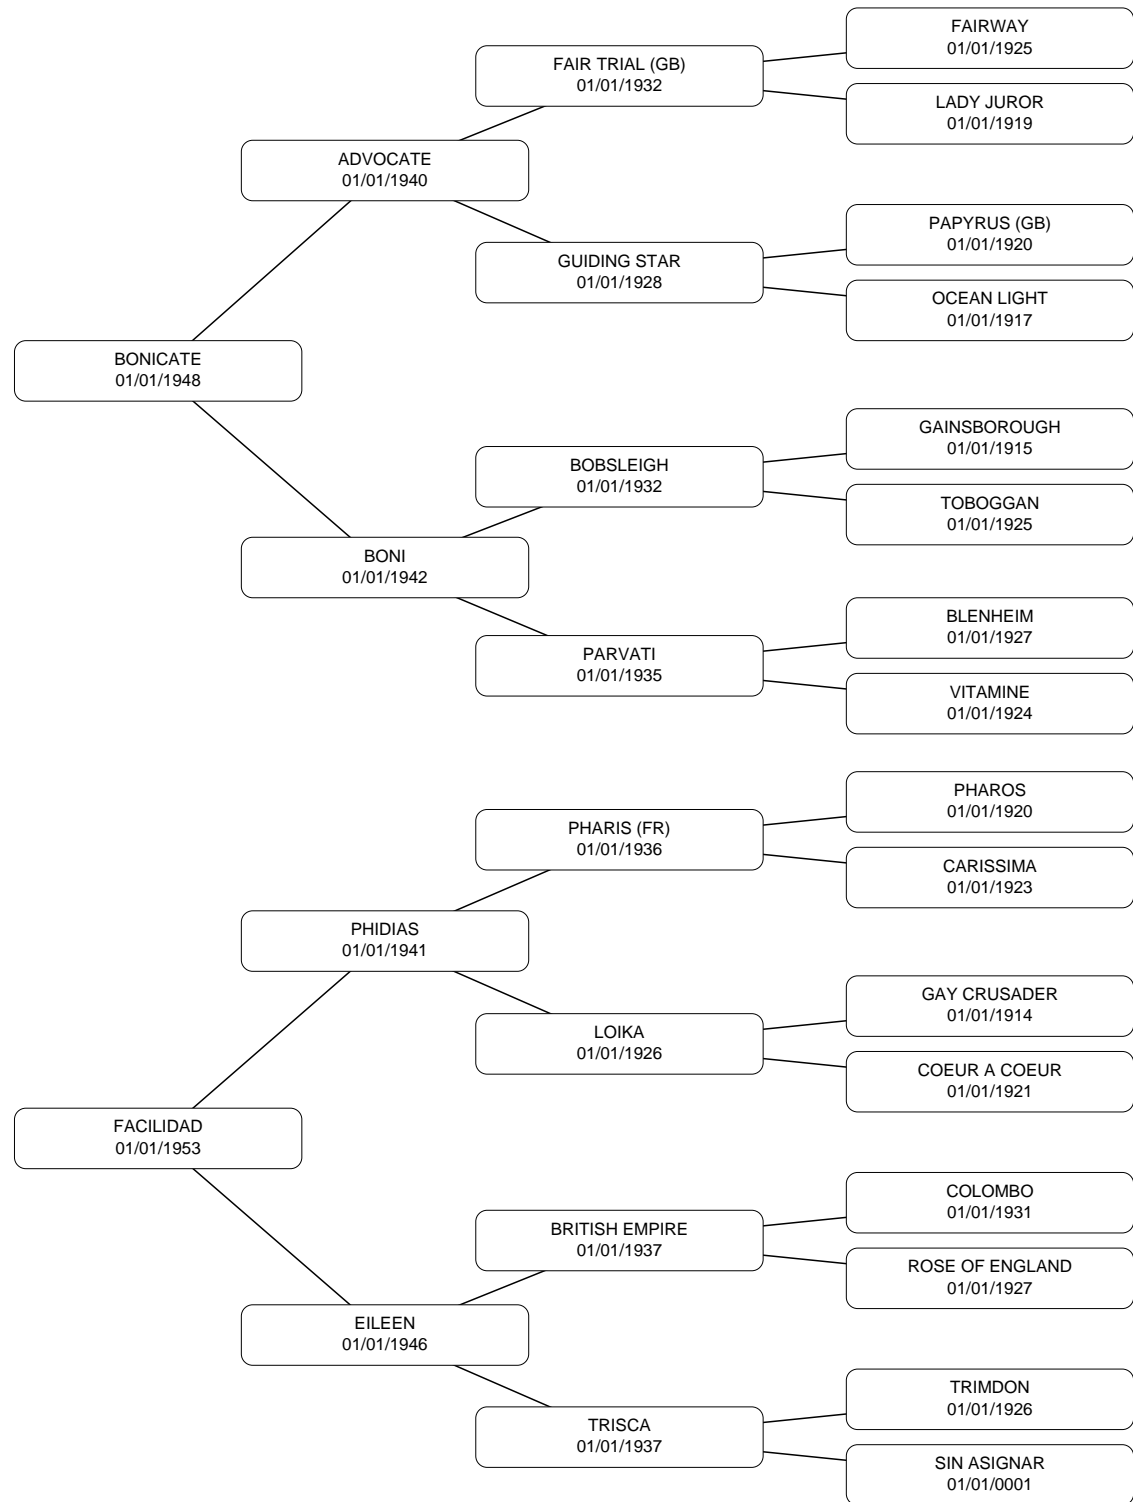 FAIRWAY
01/01/1925
FAIR TRIAL (GB)
01/01/1932
LADY JUROR
01/01/1919
ADVOCATE
01/01/1940
PAPYRUS (GB)
01/01/1920
GUIDING STAR
01/01/1928
OCEAN LIGHT
01/01/1917
BONICATE
01/01/1948
GAINSBOROUGH
01/01/1915
BOBSLEIGH
01/01/1932
TOBOGGAN
01/01/1925
BONI
01/01/1942
BLENHEIM
01/01/1927
PARVATI
01/01/1935
VITAMINE
01/01/1924
PHAROS
01/01/1920
PHARIS (FR)
01/01/1936
CARISSIMA
01/01/1923
PHIDIAS
01/01/1941
GAY CRUSADER
01/01/1914
LOIKA
01/01/1926
COEUR A COEUR
01/01/1921
FACILIDAD
01/01/1953
COLOMBO
01/01/1931
BRITISH EMPIRE
01/01/1937
ROSE OF ENGLAND
01/01/1927
EILEEN
01/01/1946
TRIMDON
01/01/1926
TRISCA
01/01/1937
SIN ASIGNAR
01/01/0001